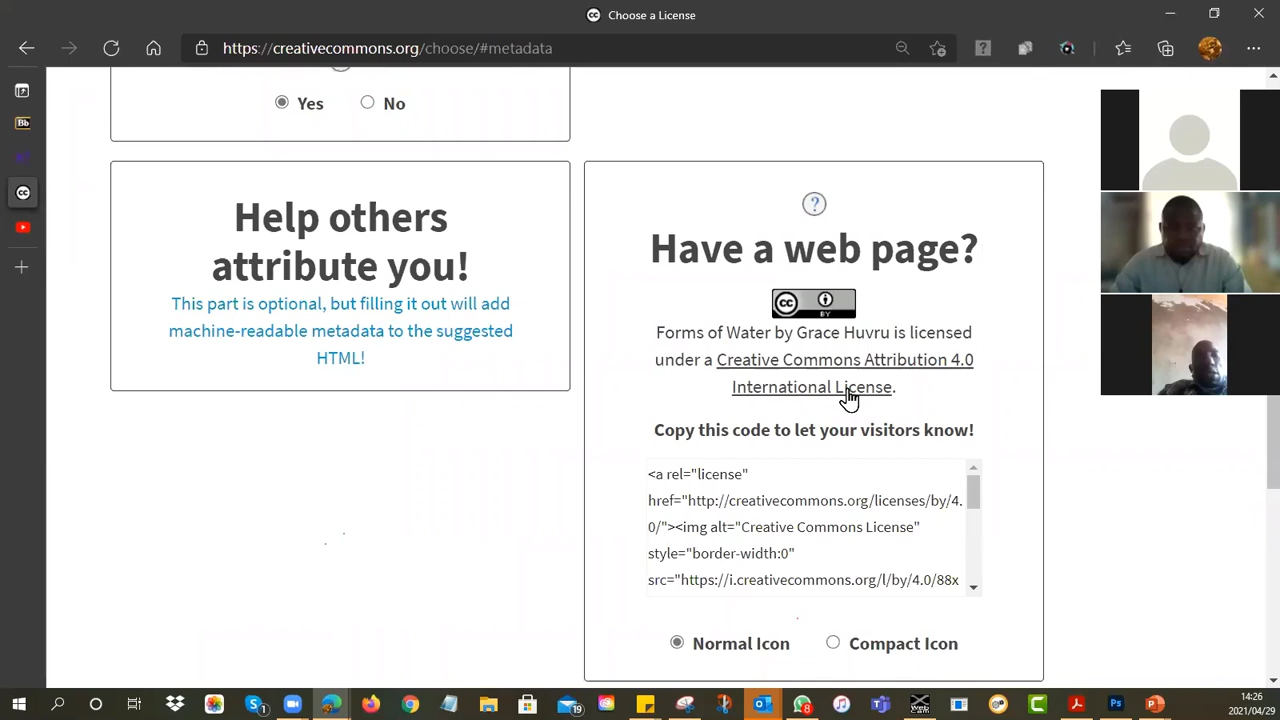 Choose a License
https://creativecommons.org/choose/#metadata
Yes
No
Help others
attribute you!
This part is optional, but filling it out will add
machine-readable metadata to the suggested
HTML!
?
Have a web page?
cc
BY
Forms of Water by Grace Huvru is licensed
under a Creative Commons Attribution 4.0
International License.
Copy this code to let your visitors know!
<a rel="license"
href="http://creativecommons.org/licenses/by/4.
0/"><img alt="Creative Commons License"
style="border-width:0"
src="https://i.creativecommons.org/l/by/4.0/88x
Normal Icon
Compact Icon
Bb
14:26
2021/04/29